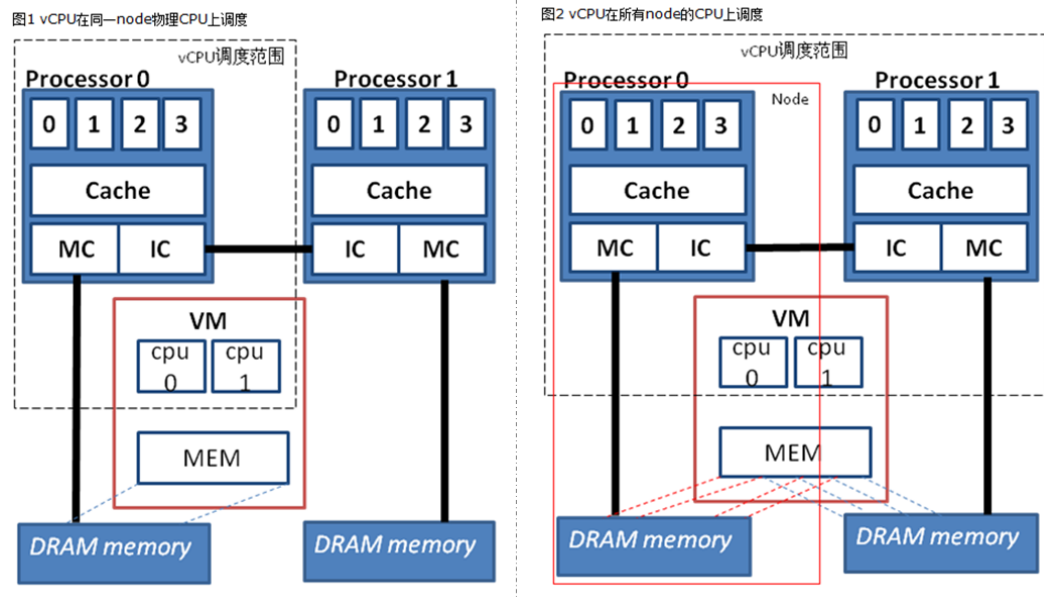 图1 vCPU在同一node物理CPU上调度
vCPU调度范围
Processor 0
Processor 1
0 1 2 3
0 1 2 3
Cache
Cache
MC IC
IC MC
VM
cpu 0
cpu 1
MEM
DRAM memory
DRAM memory
图2 vCPU在所有node的CPU上调度
vCPU调度范围
Processor 0
Node
Processor 1
0 1 2 3
0 1 2 3
Cache
Cache
MC IC
IC MC
VM
cpu 0
cpu 1
MEM
DRAM memory
DRAM memory